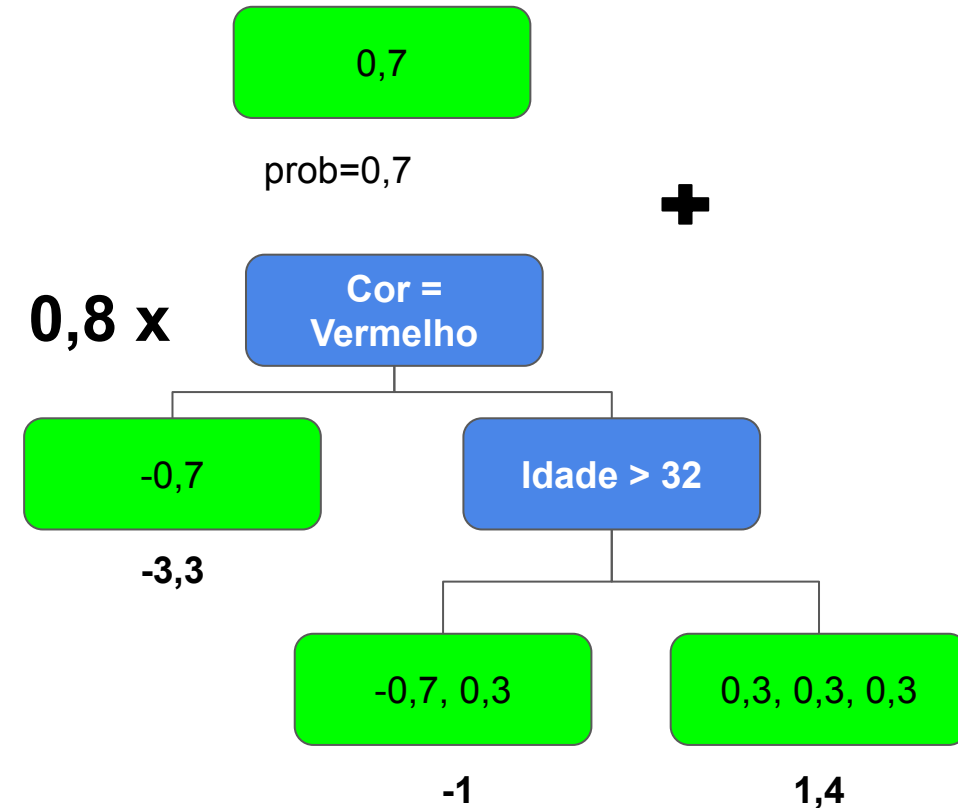 0,7
prob=0,7
0,8 x
Cor =
Vermelho
-0,7
Idade > 32
-3,3
-0,7, 0,3
0,3, 0,3, 0,3
-1
1,4